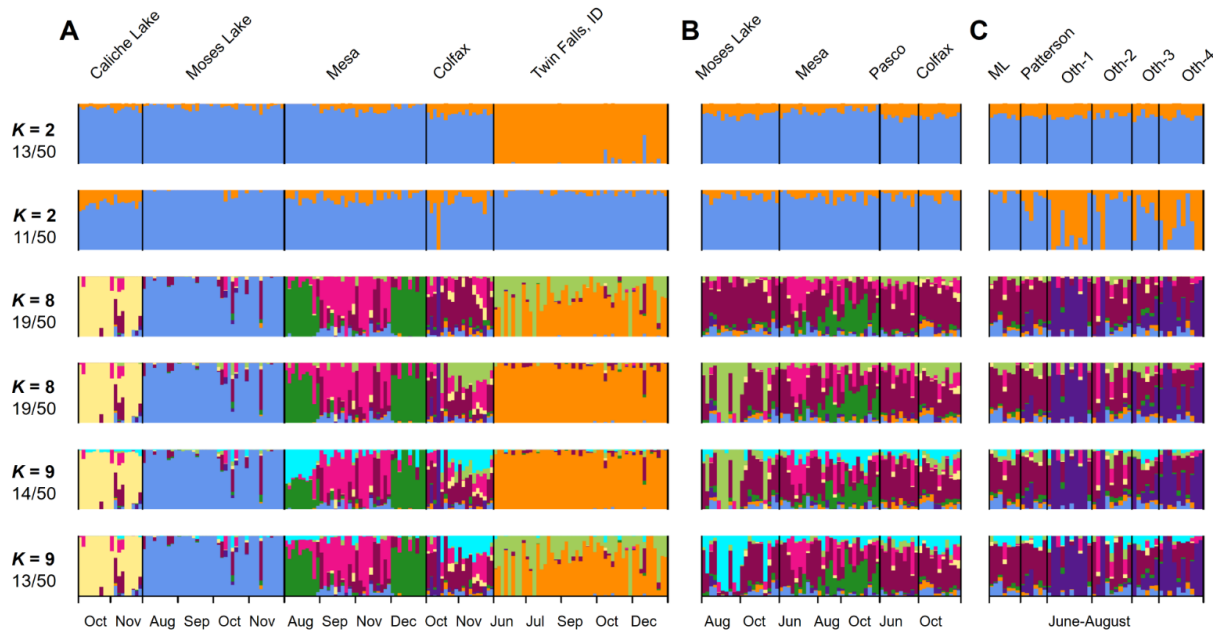 A
B
C
Caliche Lake
Moses Lake
Mesa
Colfax
Twin Falls, ID
Moses Lake
Mesa
Pasco
Colfax
ML
Patterson
Oth-1
Oth-2
Oth-3
Oth-4
K = 2
13/50
K = 2
11/50
K = 8
19/50
K = 8
19/50
K = 9
14/50
K = 9
13/50
Oct Nov Aug Sep Oct Nov Aug Sep Oct Nov Dec Oct Nov Jun Jul Sep Oct Dec
Aug Oct Jun Aug Oct Jun Oct
June-August